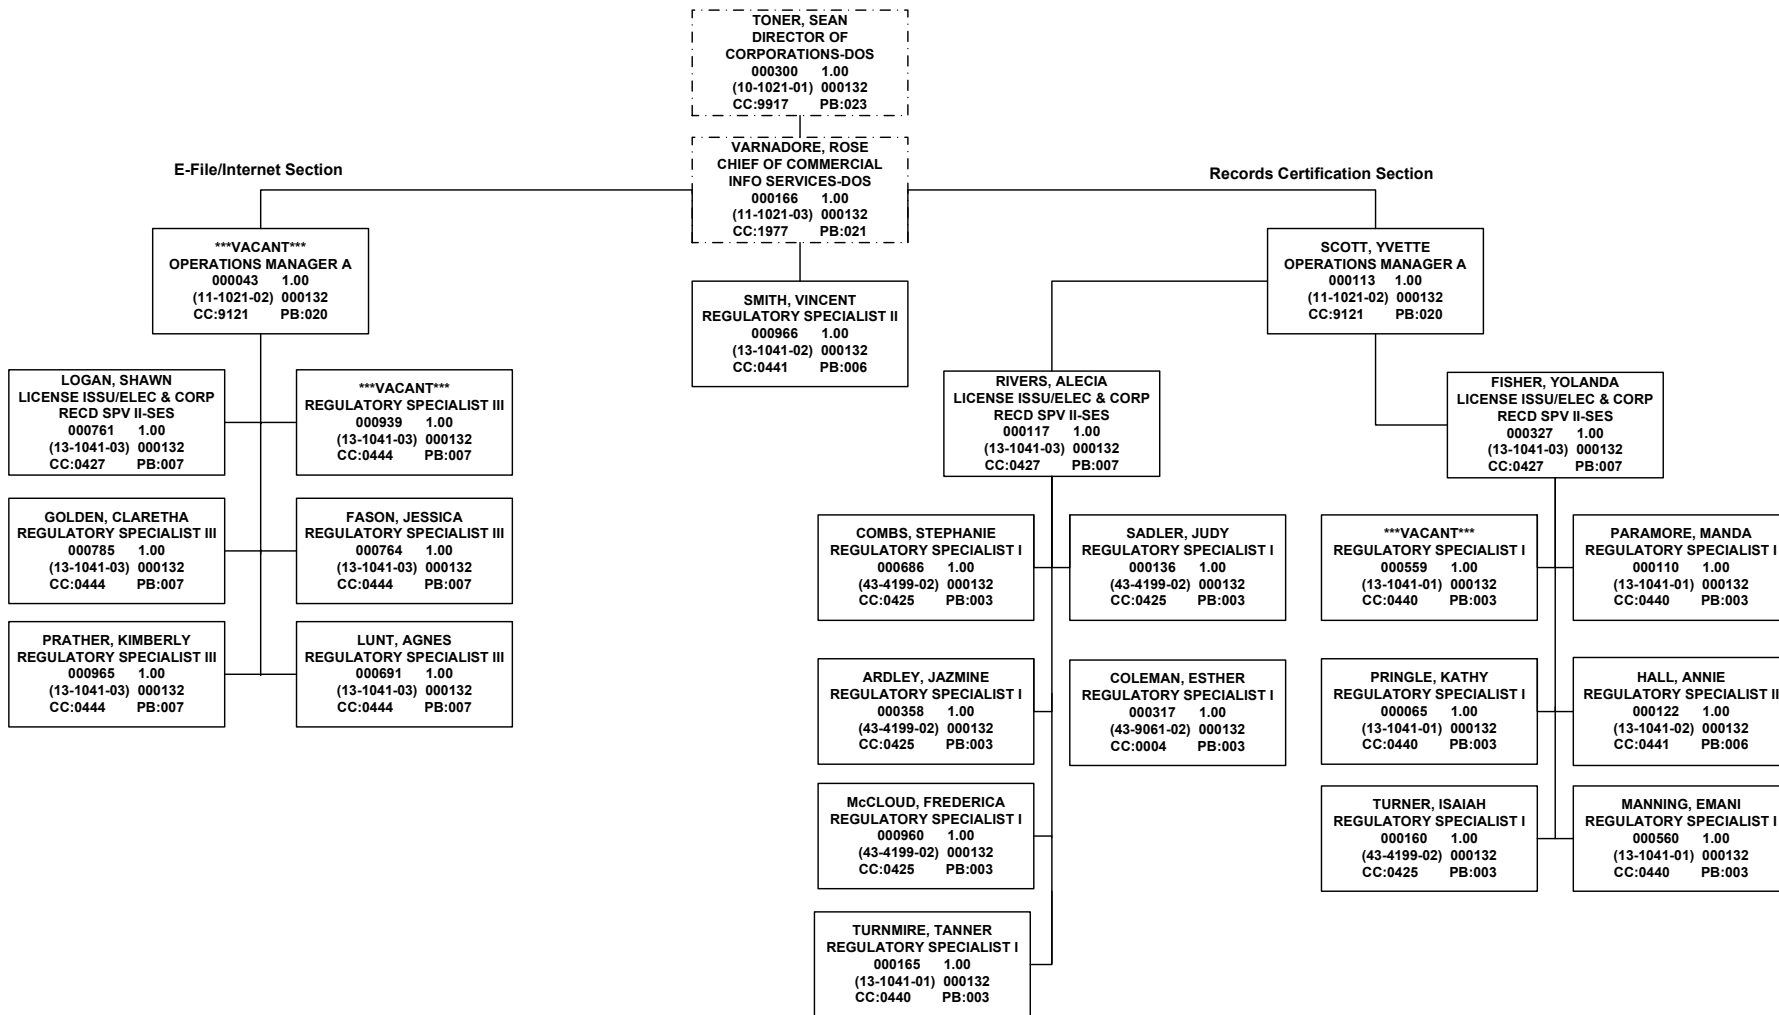 TONER, SEAN
DIRECTOR OF
CORPORATIONS-DOS
000300 1.00
(10-1021-01) 000132
CC:9917 PB:023
VARNADORE, ROSE
CHIEF OF COMMERCIAL
INFO SERVICES-DOS
000166 1.00
(11-1021-03) 000132
CC:1977 PB:021
E-File/Internet Section
Records Certification Section
***VACANT***
OPERATIONS MANAGER A
000043 1.00
(11-1021-02) 000132
CC:9121 PB:020
SMITH, VINCENT
REGULATORY SPECIALIST II
000966 1.00
(13-1041-02) 000132
CC:0441 PB:006
SCOTT, YVETTE
OPERATIONS MANAGER A
000113 1.00
(11-1021-02) 000132
CC:9121 PB:020
LOGAN, SHAWN
LICENSE ISSU/ELEC & CORP
RECD SPV II-SES
000761 1.00
(13-1041-03) 000132
CC:0427 PB:007
***VACANT***
REGULATORY SPECIALIST III
000939 1.00
(13-1041-03) 000132
CC:0444 PB:007
GOLDEN, CLARETHA
REGULATORY SPECIALIST III
000785 1.00
(13-1041-03) 000132
CC:0444 PB:007
FASON, JESSICA
REGULATORY SPECIALIST III
000764 1.00
(13-1041-03) 000132
CC:0444 PB:007
PRATHER, KIMBERLY
REGULATORY SPECIALIST III
000965 1.00
(13-1041-03) 000132
CC:0444 PB:007
LUNT, AGNES
REGULATORY SPECIALIST III
000691 1.00
(13-1041-03) 000132
CC:0444 PB:007
RIVERS, ALECIA
LICENSE ISSU/ELEC & CORP
RECD SPV II-SES
000117 1.00
(13-1041-03) 000132
CC:0427 PB:007
FISHER, YOLANDA
LICENSE ISSU/ELEC & CORP
RECD SPV II-SES
000327 1.00
(13-1041-03) 000132
CC:0427 PB:007
COMBS, STEPHANIE
REGULATORY SPECIALIST I
000686 1.00
(43-4199-02) 000132
CC:0425 PB:003
SADLER, JUDY
REGULATORY SPECIALIST I
000136 1.00
(43-4199-02) 000132
CC:0425 PB:003
ARDLEY, JAZMINE
REGULATORY SPECIALIST I
000358 1.00
(43-4199-02) 000132
CC:0425 PB:003
COLEMAN, ESTHER
REGULATORY SPECIALIST I
000317 1.00
(43-9061-02) 000132
CC:0004 PB:003
McCLOUD, FREDERICA
REGULATORY SPECIALIST I
000960 1.00
(43-4199-02) 000132
CC:0425 PB:003
TURNMIRE, TANNER
REGULATORY SPECIALIST I
000165 1.00
(13-1041-01) 000132
CC:0440 PB:003
***VACANT***
REGULATORY SPECIALIST I
000559 1.00
(13-1041-01) 000132
CC:0440 PB:003
PARAMORE, MANDA
REGULATORY SPECIALIST I
000110 1.00
(13-1041-01) 000132
CC:0440 PB:003
PRINGLE, KATHY
REGULATORY SPECIALIST I
000065 1.00
(13-1041-01) 000132
CC:0440 PB:003
HALL, ANNIE
REGULATORY SPECIALIST II
000122 1.00
(13-1041-02) 000132
CC:0441 PB:006
TURNER, ISAIAH
REGULATORY SPECIALIST I
000160 1.00
(43-4199-02) 000132
CC:0425 PB:003
MANNING, EMANI
REGULATORY SPECIALIST I
000560 1.00
(13-1041-01) 000132
CC:0440 PB:003